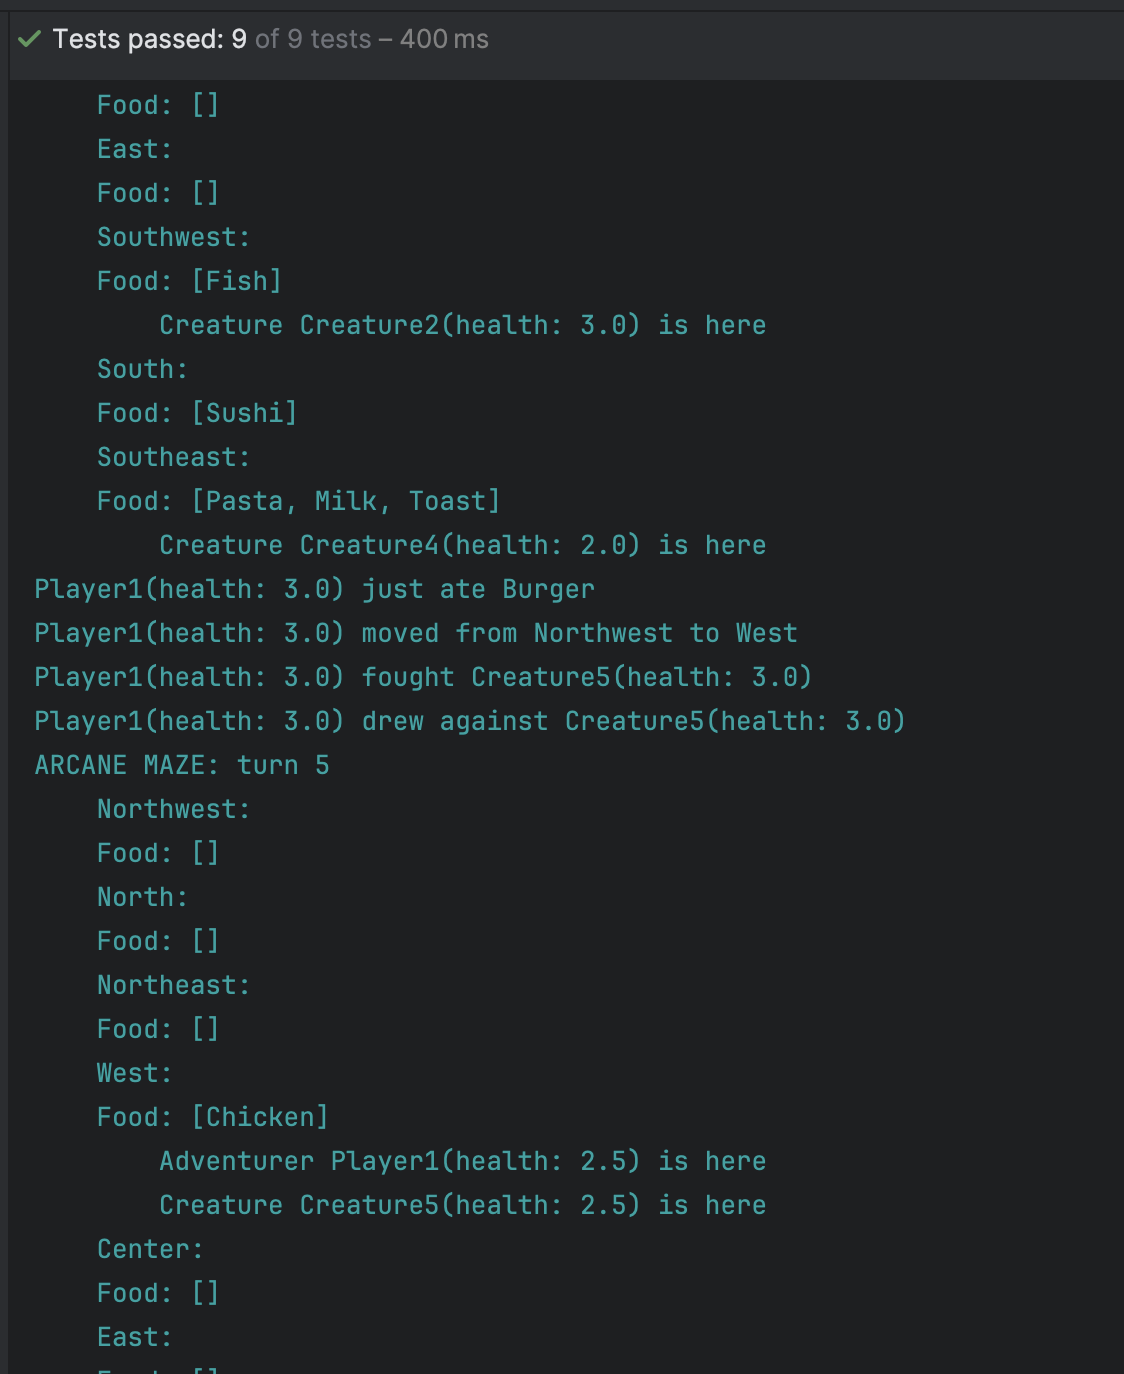 Tests passed: 9 of 9 tests – 400 ms
Food: []
East:
Food: []
Southwest:
Food: [Fish]
Creature Creature2(health: 3.0) is here
South:
Food: [Sushi]
Southeast:
Food: [Pasta, Milk, Toast]
Creature Creature4(health: 2.0) is here
Player1(health: 3.0) just ate Burger
Player1(health: 3.0) moved from Northwest to West
Player1(health: 3.0) fought Creature5(health: 3.0)
Player1(health: 3.0) drew against Creature5(health: 3.0)
ARCANE MAZE: turn 5
Northwest:
Food: []
North:
Food: []
Northeast:
Food: []
West:
Food: [Chicken]
Adventurer Player1(health: 2.5) is here
Creature Creature5(health: 2.5) is here
Center:
Food: []
East: